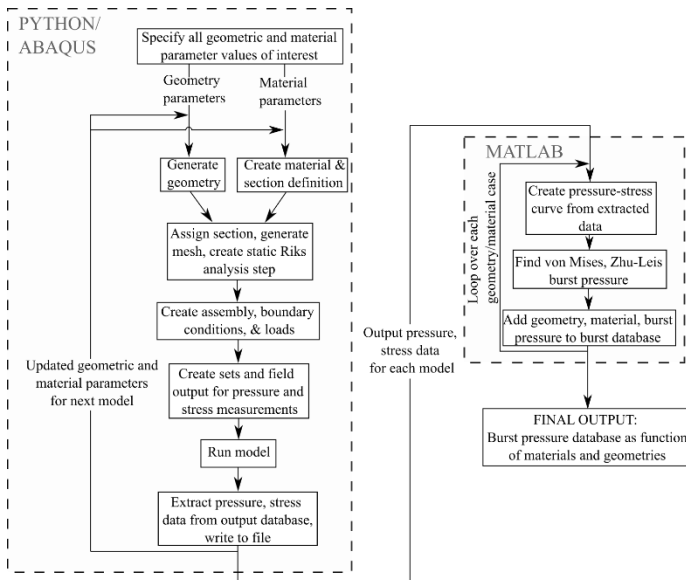 PYTHON/
ABAQUS
Specify all geometric and material
parameter values of interest
Geometry
parameters
Material
parameters
Generate
geometry
Create material &
section definition
Assign section, generate
mesh, create static Riks
analysis step
Create assembly, boundary
conditions, & loads
Updated geometric and
material parameters
for next model
Create sets and field
output for pressure and
stress measurements
Run model
Extract pressure, stress
data from output database,
write to file
Output pressure,
stress data
for each model
MATLAB
Loop over each
geometry/material case
Create pressure-stress
curve from extracted
data
Find von Mises, Zhu-Leis
burst pressure
Add geometry, material, burst
pressure to burst database
FINAL OUTPUT:
Burst pressure database as function
of materials and geometries